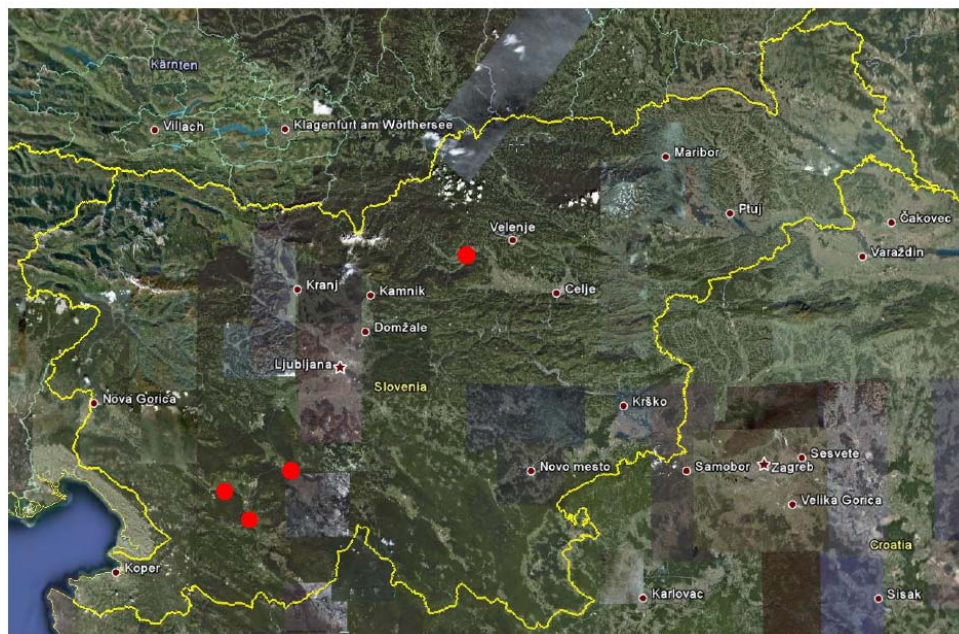 Kärnten
Villach
Klagenfurt am Wörthersee
Maribor
Ptuj
Čakovec
Velenje
Varaždin
Kranj
Kamnik
Celje
Domžale
Ljubljana
Slovenia
Nova Gorica
Krško
Novo mesto
Samobor
Zagreb
Sesvete
Velika Gorica
Croatia
Koper
Karlovac
Sisak